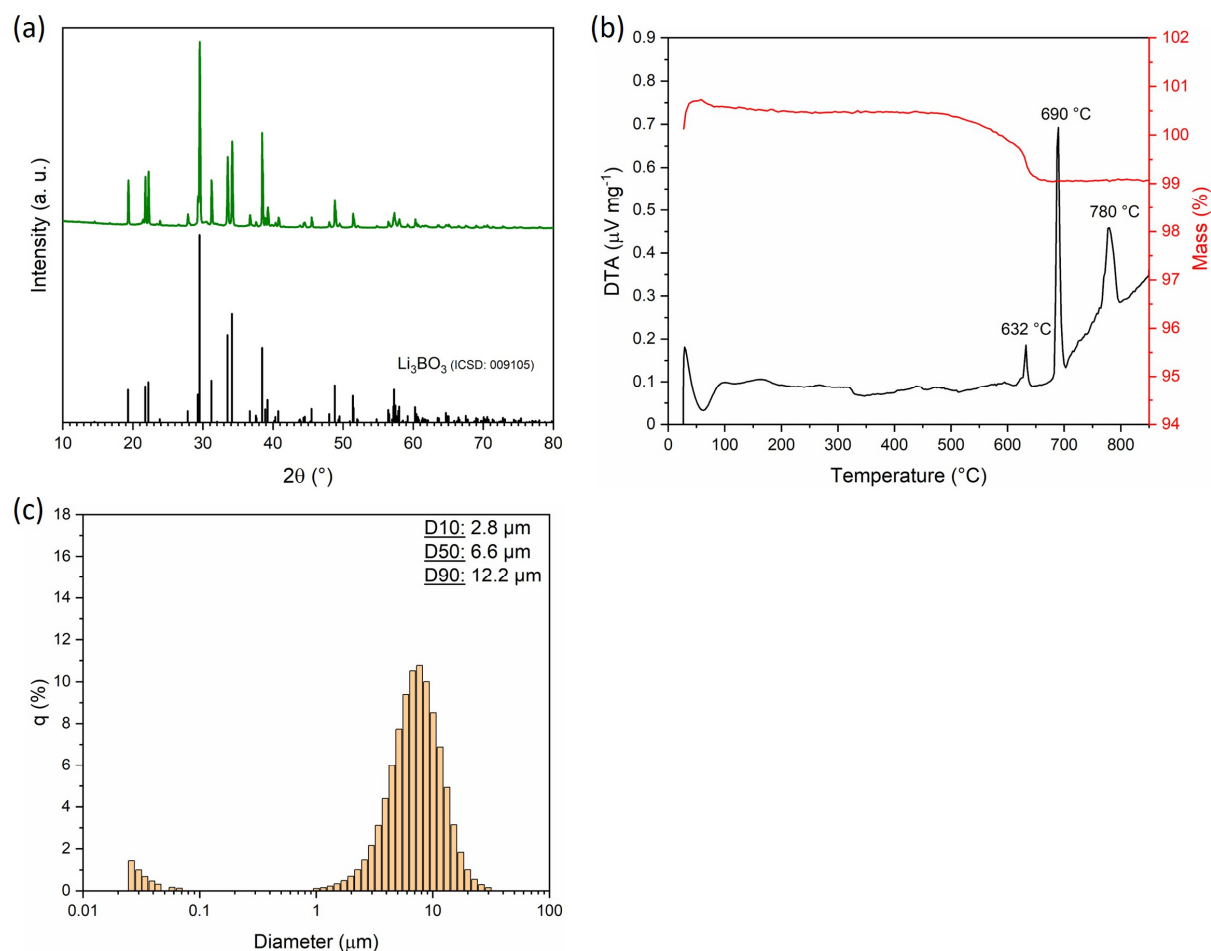 (a)
Intensity (a. u.)
Li₃BO₃ (ICSD: 009105)
10 20 30 40 50 60 70 80
2θ (°)
(b)
0.9
0.8
0.7
0.6
0.5
0.4
0.3
0.2
0.1
0
DTA (µV mg⁻¹)
690 °C
780 °C
632 °C
102
101
100
99
98
97
96
95
94
Mass (%)
0 100 200 300 400 500 600 700 800
Temperature (°C)
(c)
18
16
14
12
10
8
6
4
2
0
q (%)
D10: 2.8 µm
D50: 6.6 µm
D90: 12.2 µm
0.01 0.1 1 10 100
Diameter (µm)